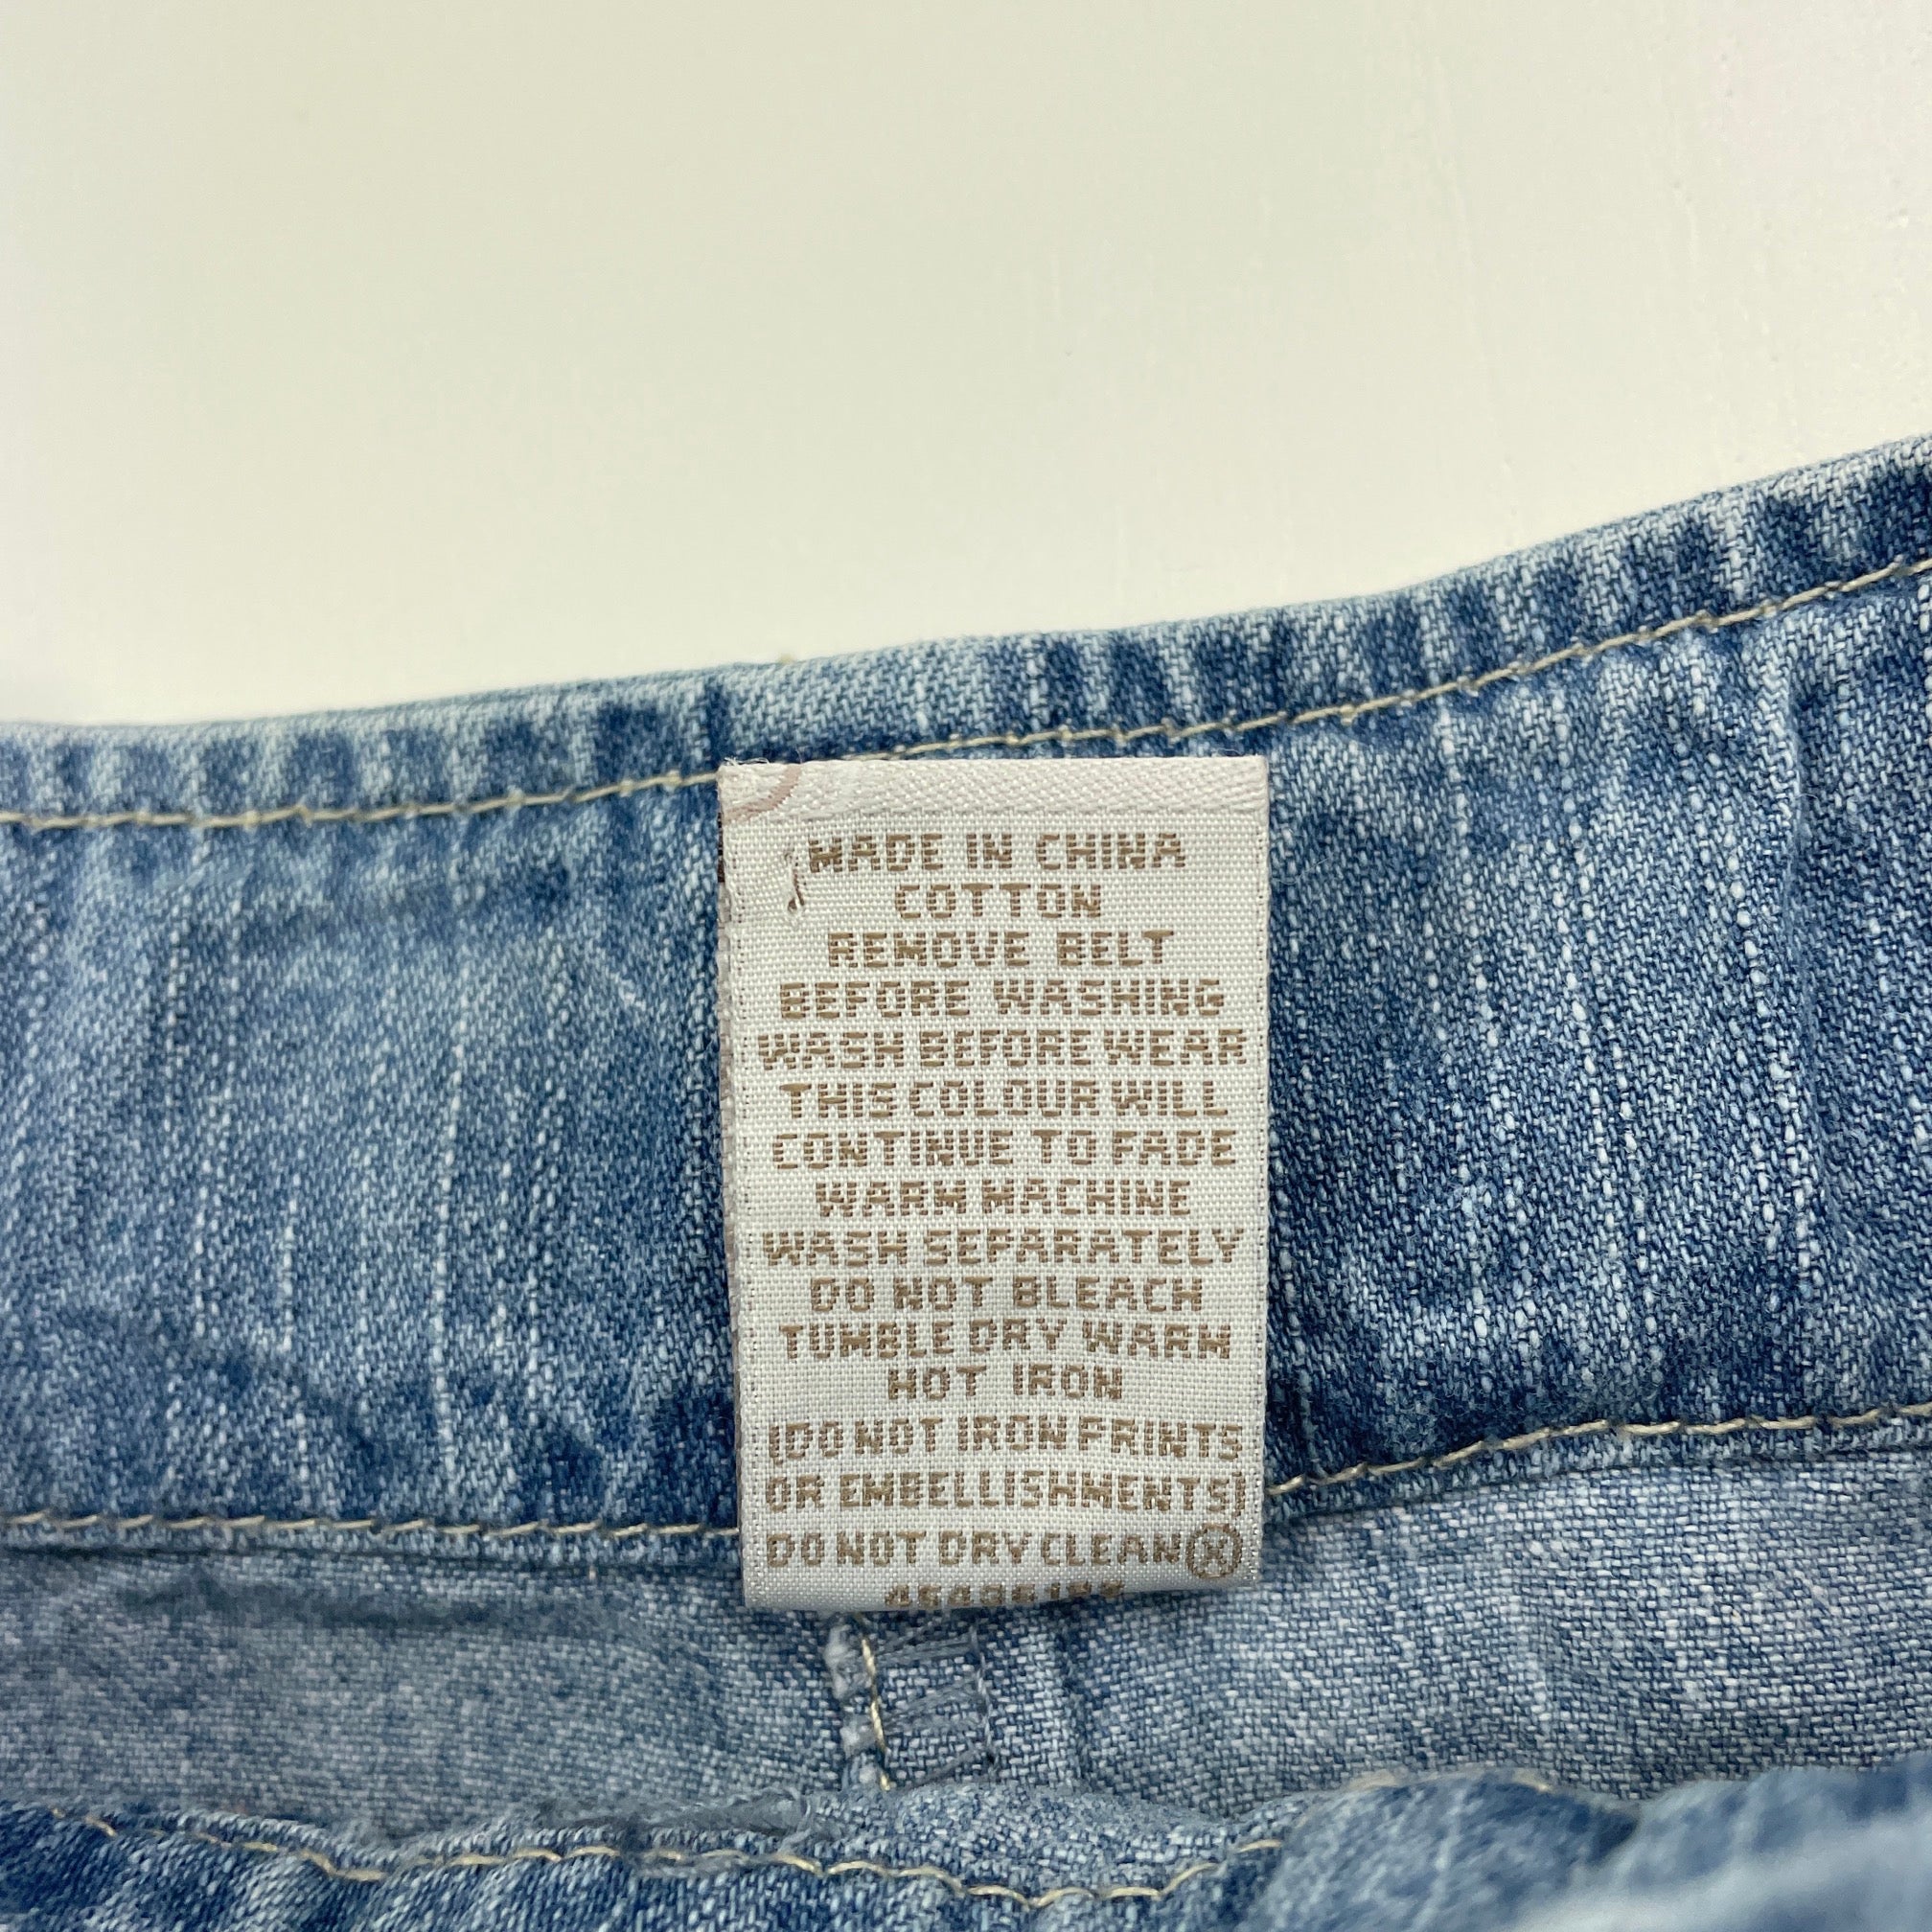 MADE IN CHINA
COTTON
REMOVE BELT
BEFORE WASHING
WASH BEFORE WEAR
THIS COLOUR WILL
CONTINUE TO FADE
WARM MACHINE
WASH SEPARATELY
DO NOT BLEACH
TUMBLE DRY WARM
HOT IRON
(DO NOT IRON PRINTS
OR EMBELLISHMENTS)
DO NOT DRY CLEAN